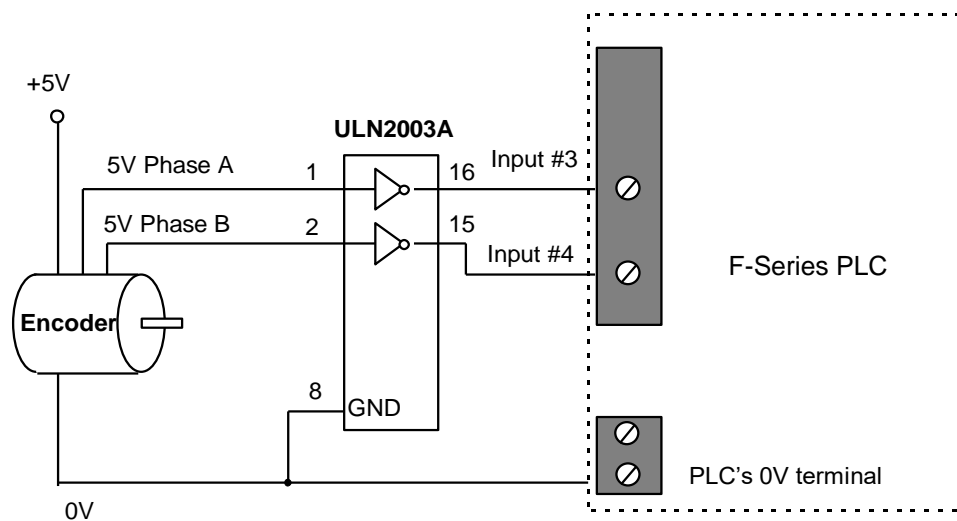 +5V
ULN2003A
5V Phase A
1
16
Input #3
5V Phase B
2
15
Input #4
F-Series PLC
Encoder
8
GND
PLC's 0V terminal
0V